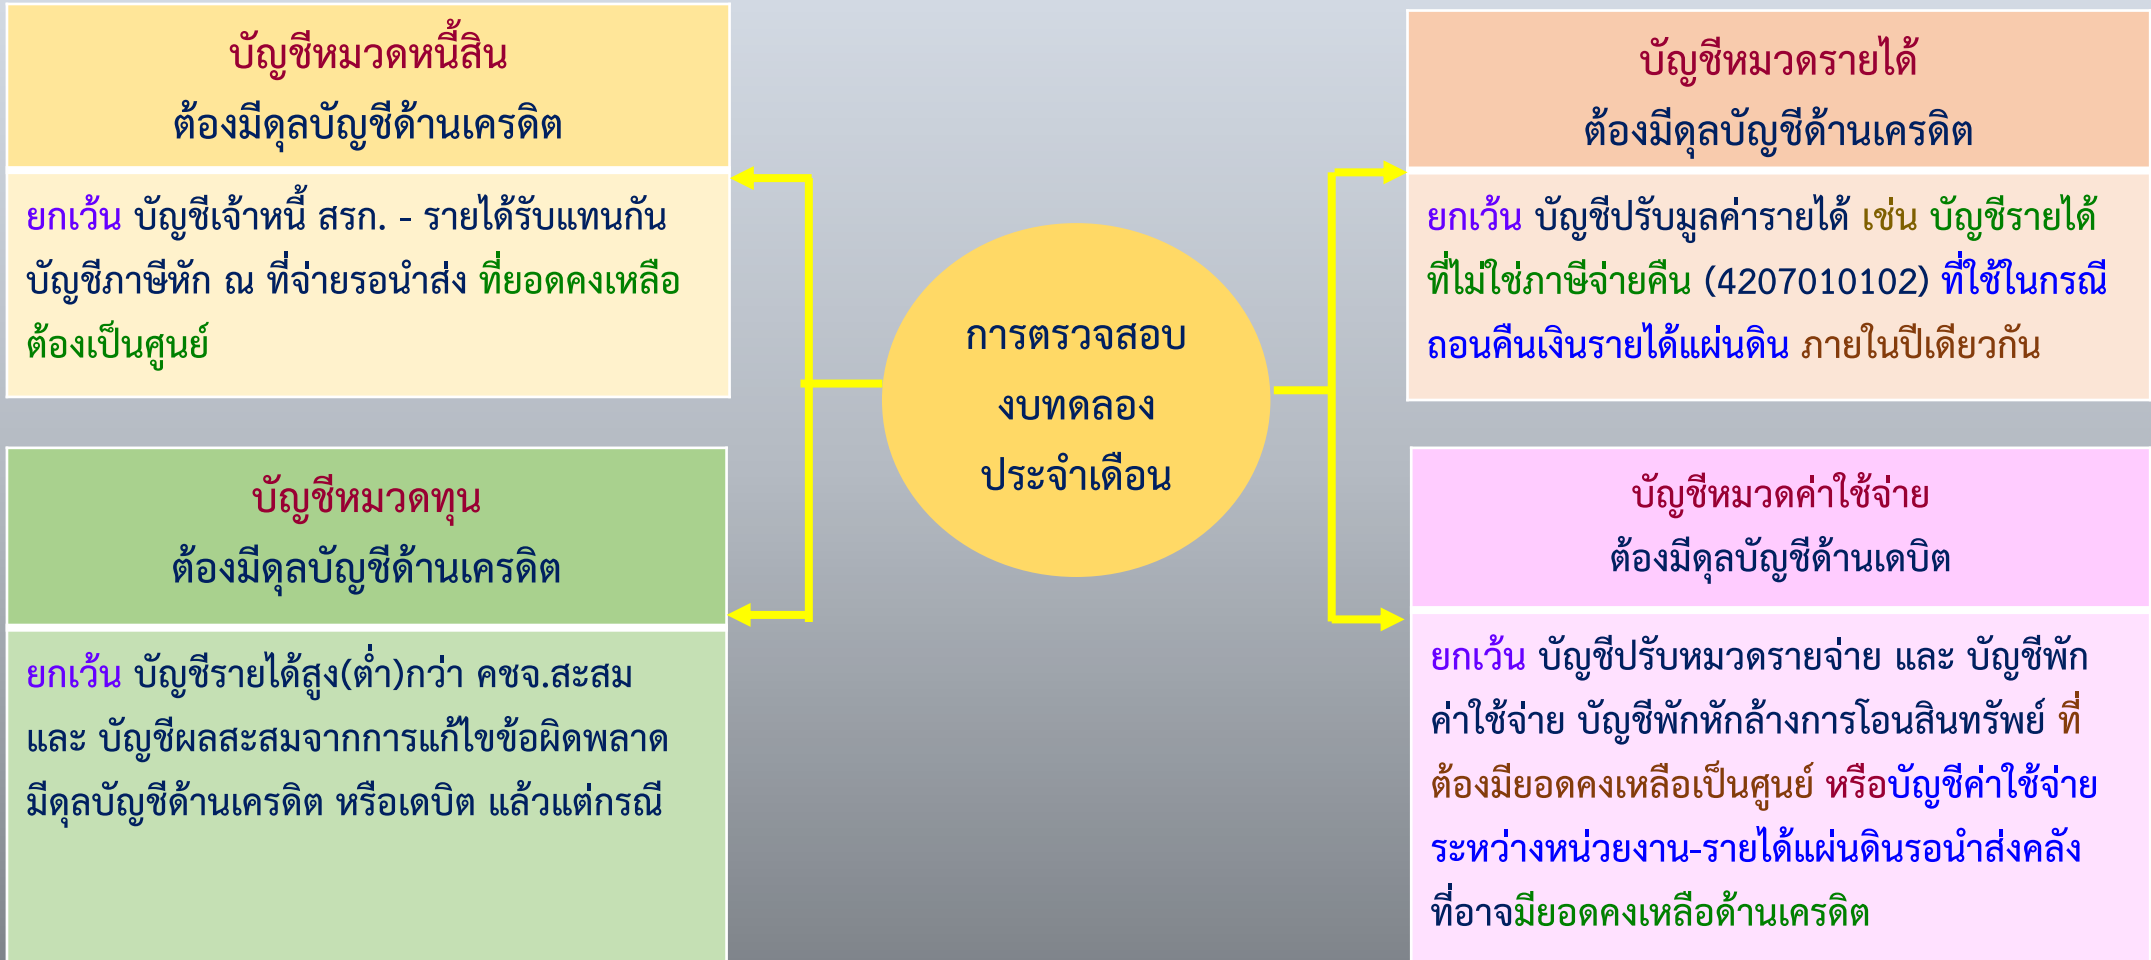 บัญชีหมวดหนี้สิน
ต้องมีดุลบัญชีด้านเครดิต
ยกเว้น บัญชีเจ้าหนี้ สรก. - รายได้รับแทนกัน
บัญชีภาษีหัก ณ ที่จ่ายรอนำส่ง ที่ยอดคงเหลือ
ต้องเป็นศูนย์
บัญชีหมวดทุน
ต้องมีดุลบัญชีด้านเครดิต
ยกเว้น บัญชีรายได้สูง(ต่ำ)กว่า คชจ.สะสม
และ บัญชีผลสะสมจากการแก้ไขข้อผิดพลาด
มีดุลบัญชีด้านเครดิต หรือเดบิต แล้วแต่กรณี
การตรวจสอบ
งบทดลอง
ประจำเดือน
บัญชีหมวดรายได้
ต้องมีดุลบัญชีด้านเครดิต
ยกเว้น บัญชีปรับมูลค่ารายได้ เช่น บัญชีรายได้
ที่ไม่ใช่ภาษีจ่ายคืน (4207010102) ที่ใช้ในกรณี
ถอนคืนเงินรายได้แผ่นดิน ภายในปีเดียวกัน
บัญชีหมวดค่าใช้จ่าย
ต้องมีดุลบัญชีด้านเดบิต
ยกเว้น บัญชีปรับหมวดรายจ่าย และ บัญชีพัก
ค่าใช้จ่าย บัญชีพักหักล้างการโอนสินทรัพย์ ที่
ต้องมียอดคงเหลือเป็นศูนย์ หรือบัญชีค่าใช้จ่าย
ระหว่างหน่วยงาน-รายได้แผ่นดินรอนำส่งคลัง
ที่อาจมียอดคงเหลือด้านเครดิต